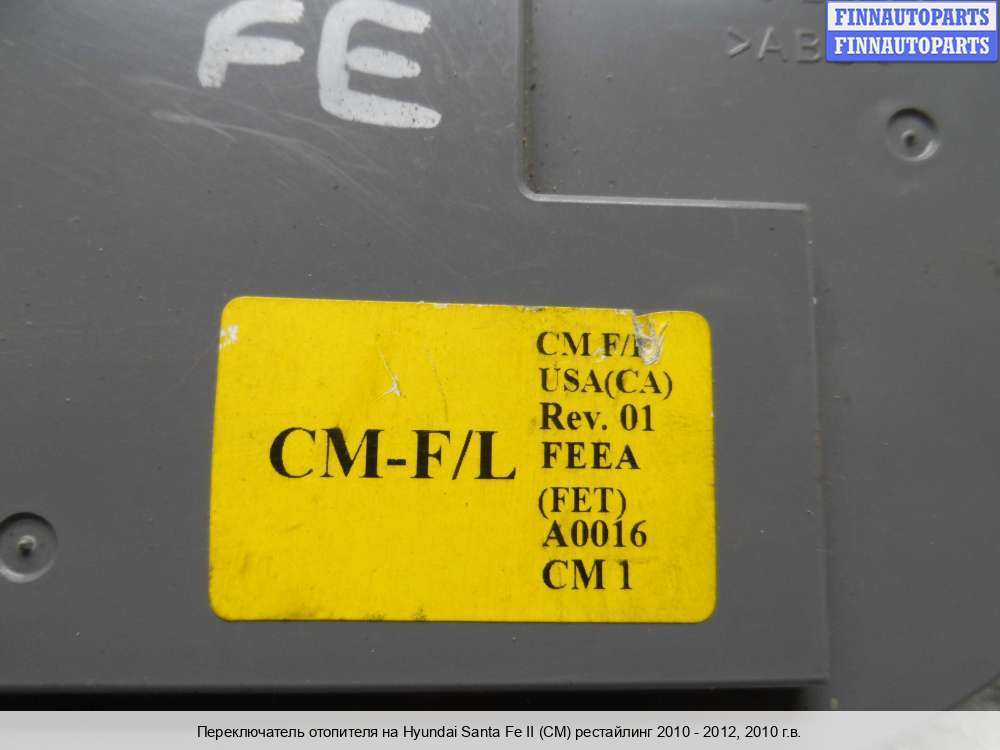 FE
FINNAUTOPARTS
FINNAUTOPARTS
CM-F/L
CM F/
USA(CA)
Rev. 01
FEEA
(FET)
A0016
CM 1
Переключатель отопителя на Hyundai Santa Fe II (CM) рестайлинг 2010 - 2012, 2010 г.в.